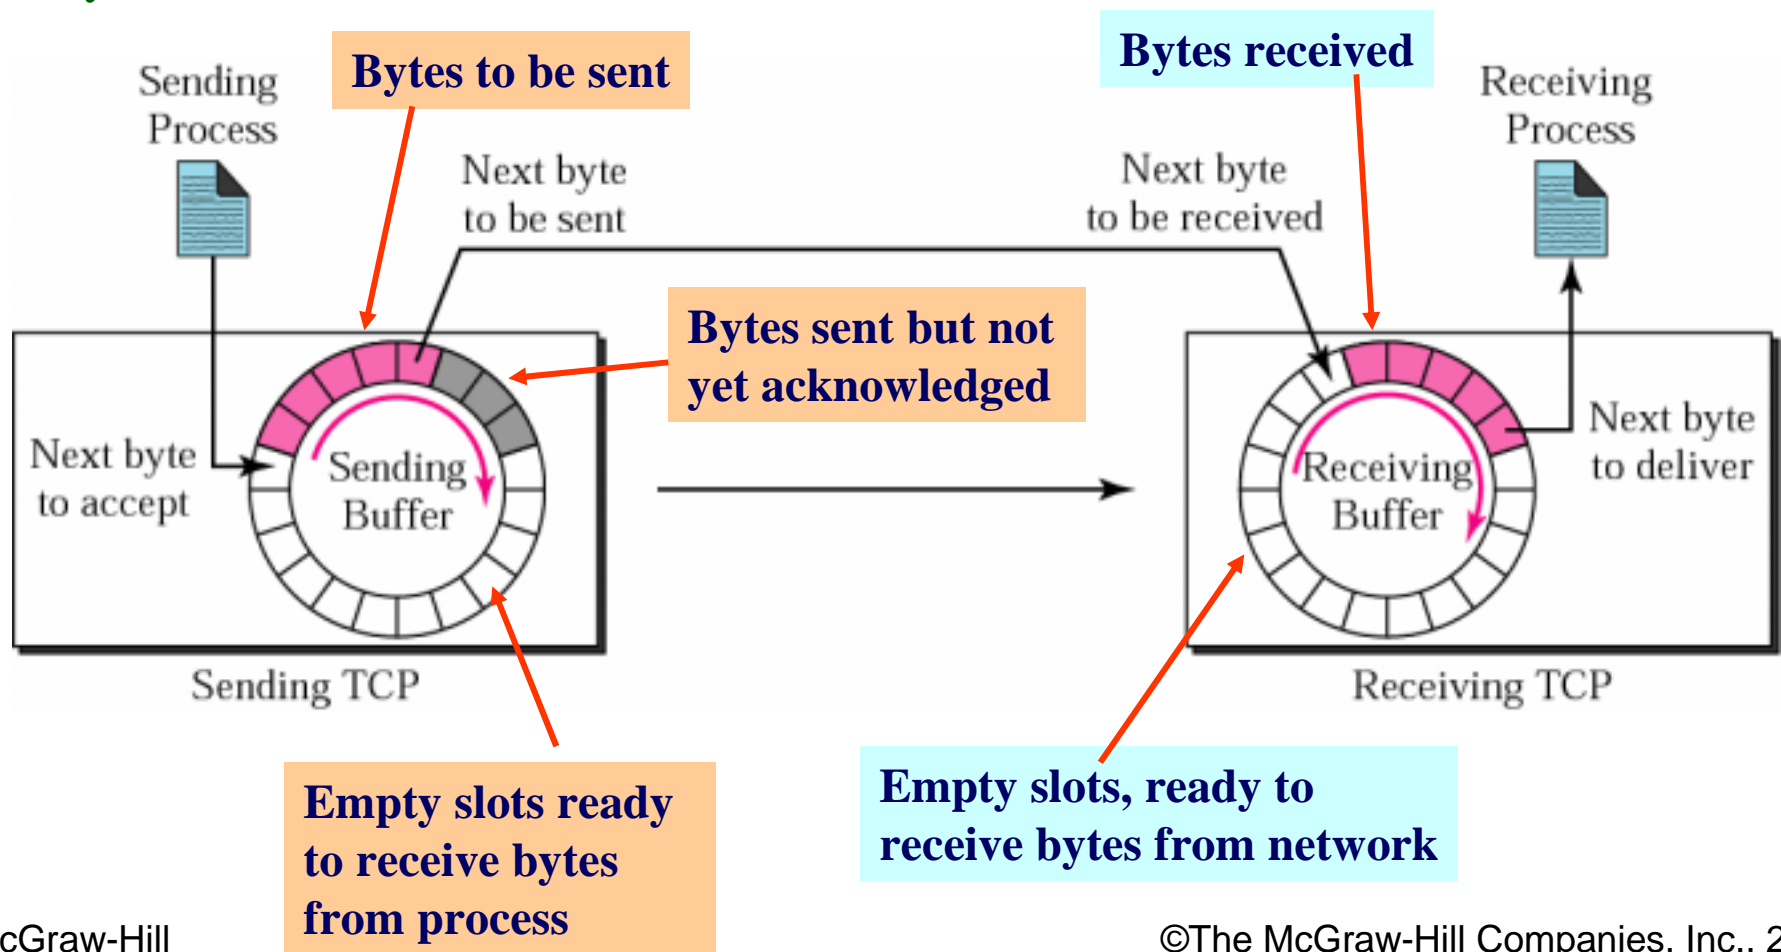 Bytes to be sent
Bytes received
Sending
Process
Receiving
Process
Next byte
to be sent
Next byte
to be received
Bytes sent but not
yet acknowledged
Next byte
to accept
Sending
Buffer
Receiving
Buffer
Next byte
to deliver
Sending TCP
Receiving TCP
Empty slots ready
to receive bytes
from process
Empty slots, ready to
receive bytes from network
cGraw-Hill
©The McGraw-Hill Companies, Inc., 2